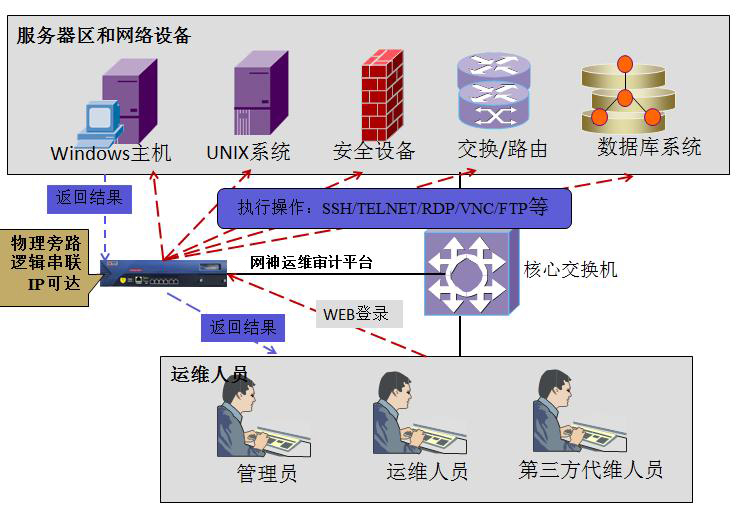 服务器区和网络设备
Windows主机
UNIX系统
安全设备
交换/路由
数据库系统
返回结果
执行操作：SSH/TELNET/RDP/VNC/FTP等
物理旁路
逻辑串联
IP可达
网神运维审计平台
核心交换机
WEB登录
返回结果
运维人员
管理员
运维人员
第三方代维人员